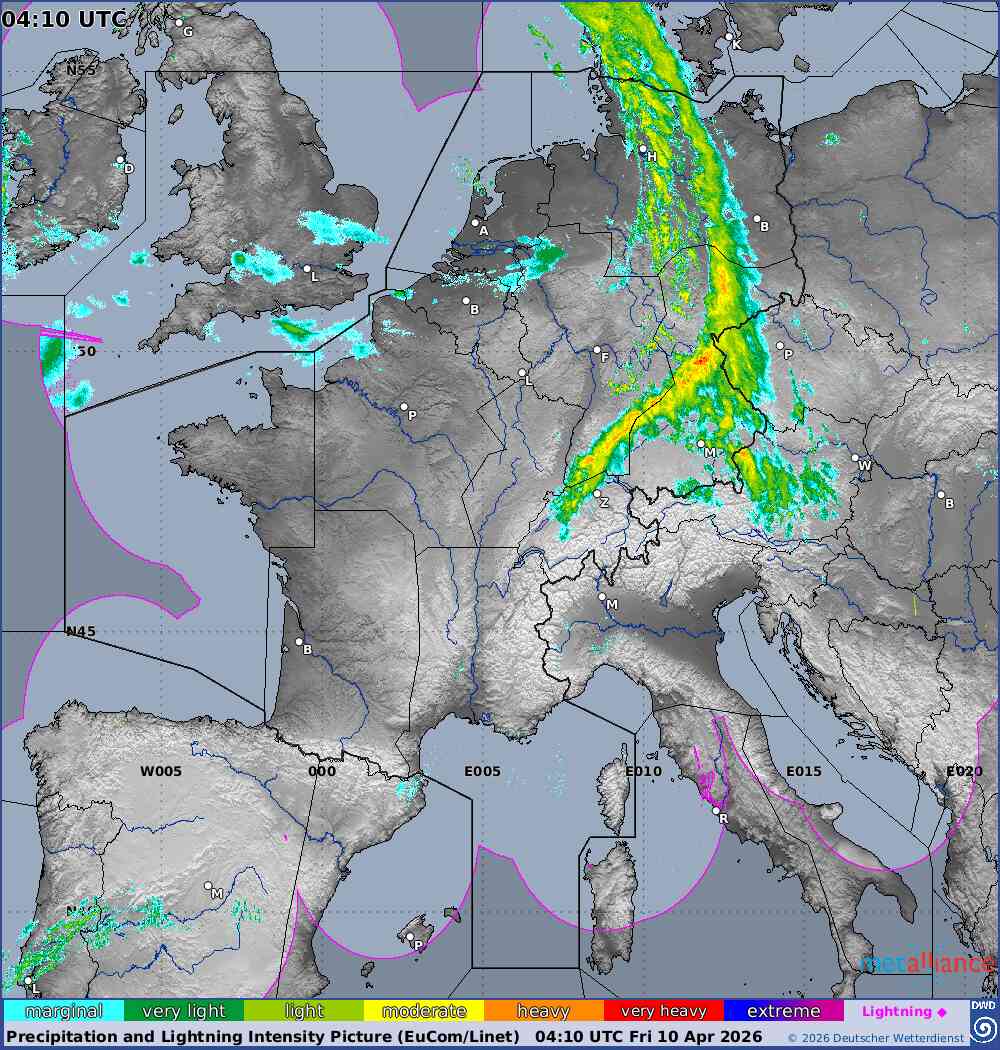 04:10 UTC
G
K
N55
D
H
A
B
L
B
50
F
P
L
P
M
W
Z
B
M
N45
B
W005
000
E005
E010
E015
E020
R
M
N40
P
L
metalliance
marginal
very light
light
moderate
heavy
very heavy
extreme
Lightning ◆
DWD
Precipitation and Lightning Intensity Picture (EuCom/Linet) 04:10 UTC Fri 10 Apr 2026
© 2026 Deutscher Wetterdienst